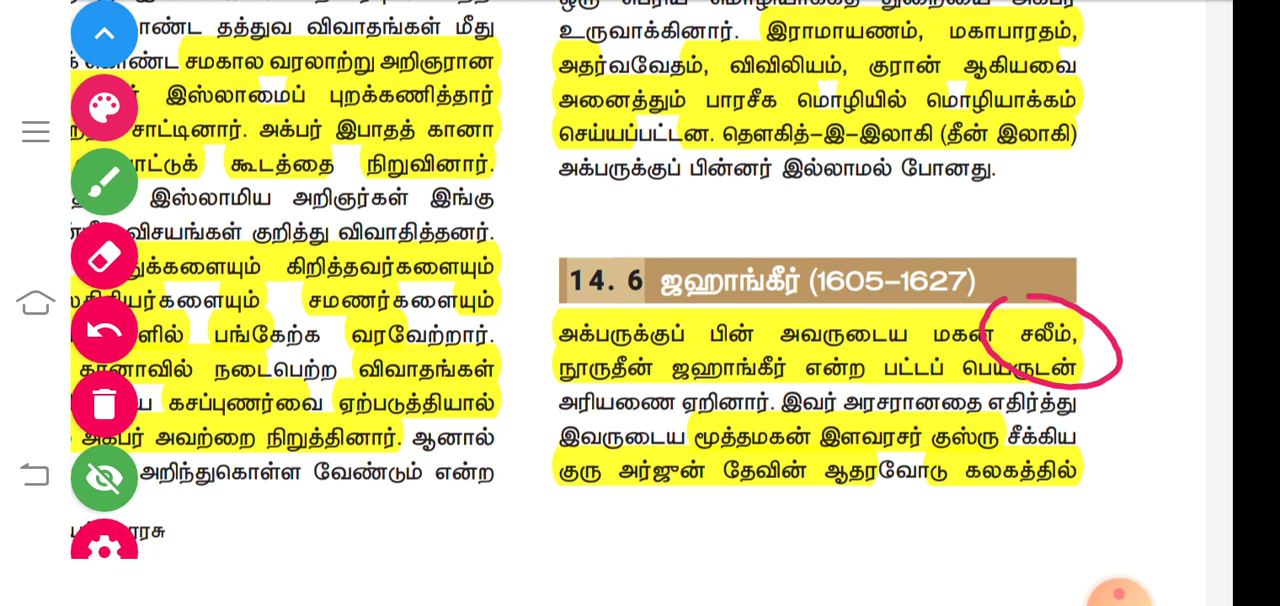 ாண்ட தத்துவ விவாதங்கள் மீது
சமகால வரலாற்று அறிஞரான
இஸ்லாமைப் புறக்கணித்தார்
சாட்டினார். அக்பர் இபாதத் கானா
கூடத்தை நிறுவினார்.
இஸ்லாமிய அறிஞர்கள் இங்கு
விசயங்கள் குறித்து விவாதித்தனர்.
துக்களையும் கிறித்தவர்களையும்
யர்களையும் சமணர்களையும்
பங்கேற்க வரவேற்றார்.
நடைபெற்ற விவாதங்கள்
கசப்புணர்வை ஏற்படுத்தியால்
அக்பர் அவற்றை நிறுத்தினார். ஆனால்
அறிந்துகொள்ள வேண்டும் என்ற
உருவாக்கினார். இராமாயணம், மகாபாரதம்,
அதர்வவேதம், விவிலியம், குரான் ஆகியவை
அனைத்தும் பாரசீக மொழியில் மொழியாக்கம்
செய்யப்பட்டன. தௌகித்–இ–இலாகி (தீன் இலாகி)
அக்பருக்குப் பின்னர் இல்லாமல் போனது.
14. 6 ஜஹாங்கீர் (1605–1627)
அக்பருக்குப் பின் அவருடைய மகன் சலீம்,
நூருதீன் ஜஹாங்கீர் என்ற பட்டப் பெயருடன்
அரியணை ஏறினார். இவர் அரசரானதை எதிர்த்து
இவருடைய மூத்தமகன் இளவரசர் குஸ்ரு சீக்கிய
குரு அர்ஜுன் தேவின் ஆதரவோடு கலகத்தில்